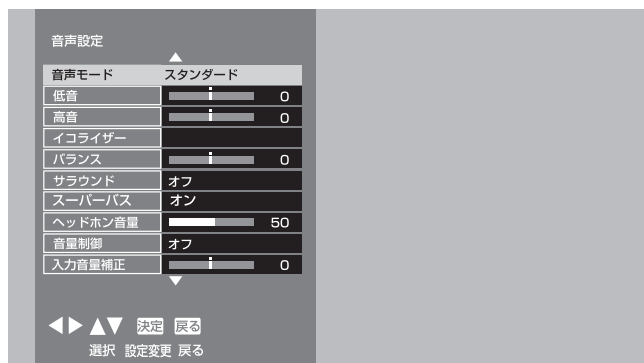 音声設定
音声モード スタンダード
低音 0
高音 0
イコライザー
バランス 0
サラウンド オフ
スーパーバス オン
ヘッドホン音量 50
音量制御 オフ
入力音量補正 0
決定 戻る
選択 設定変更 戻る